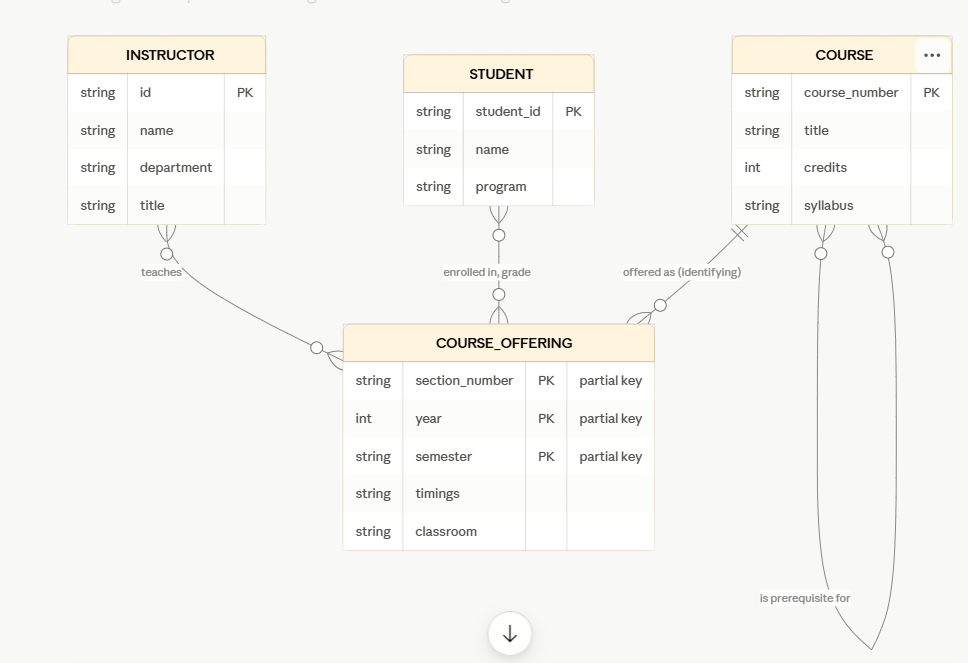 INSTRUCTOR
string id PK
string name
string department
string title
STUDENT
string student_id PK
string name
string program
COURSE
string course_number PK
string title
int credits
string syllabus
teaches
enrolled in, grade
offered as (identifying)
COURSE_OFFERING
string section_number PK partial key
int year PK partial key
string semester PK partial key
string timings
string classroom
is prerequisite for